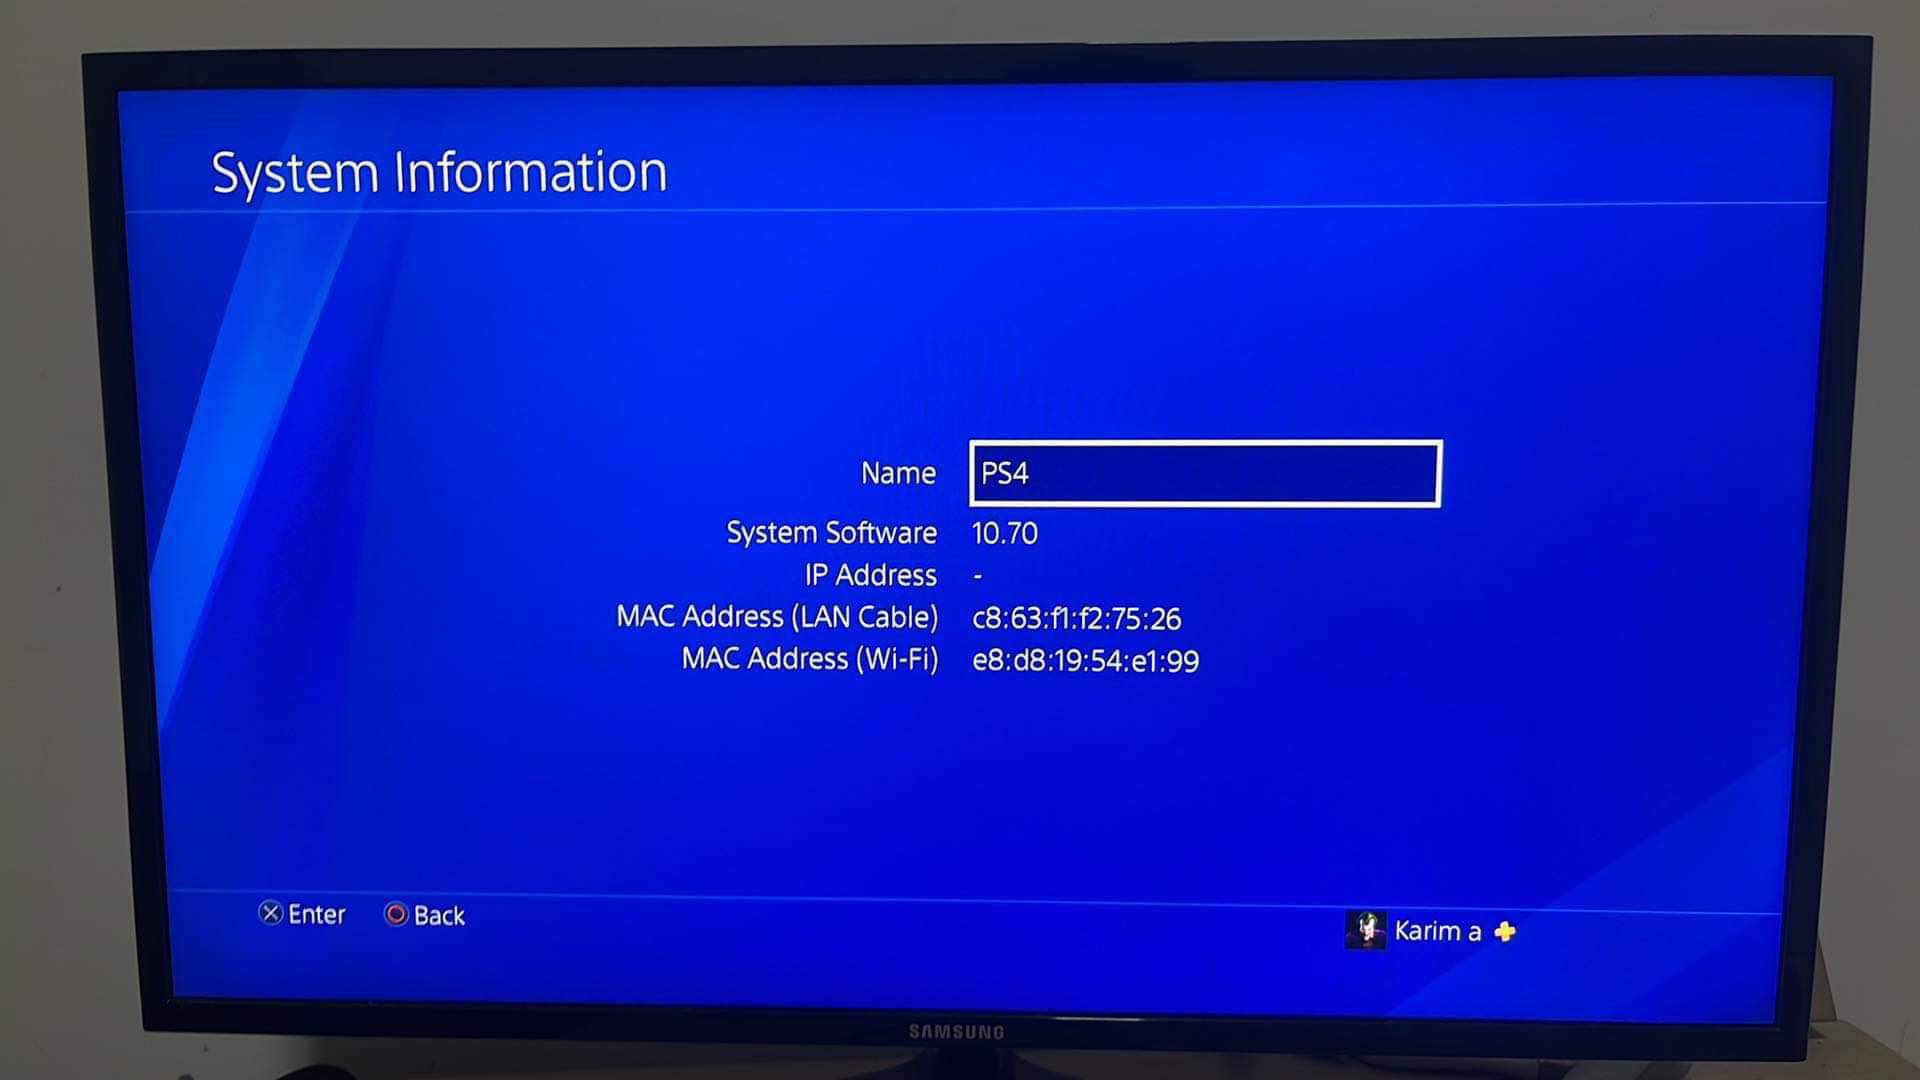 System Information
Name PS4
System Software 10.70
IP Address -
MAC Address (LAN Cable) c8:63:f1:f2:75:26
MAC Address (Wi-Fi) e8:d8:19:54:e1:99
Enter Back
Karim a
SAMSUNG